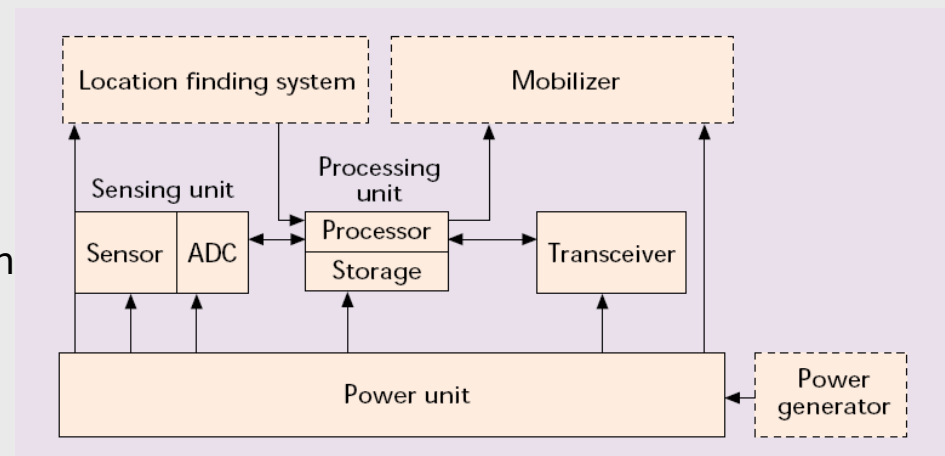 Location finding system
Mobilizer
Processing
unit
Sensing unit
Sensor
ADC
Processor
Storage
Transceiver
n
Power unit
Power
generator